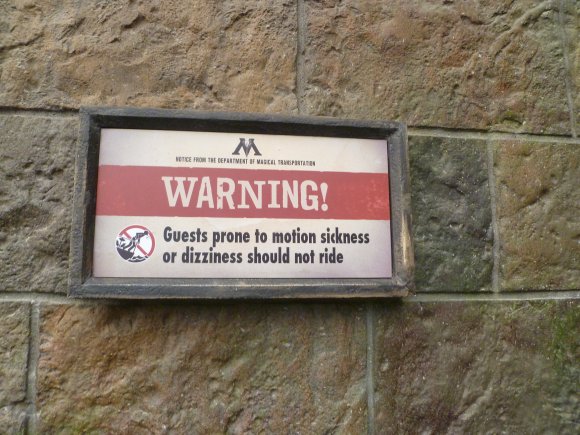 M
NOTICE FROM THE DEPARTMENT OF MAGICAL TRANSPORTATION
WARNING!
Guests prone to motion sickness
or dizziness should not ride